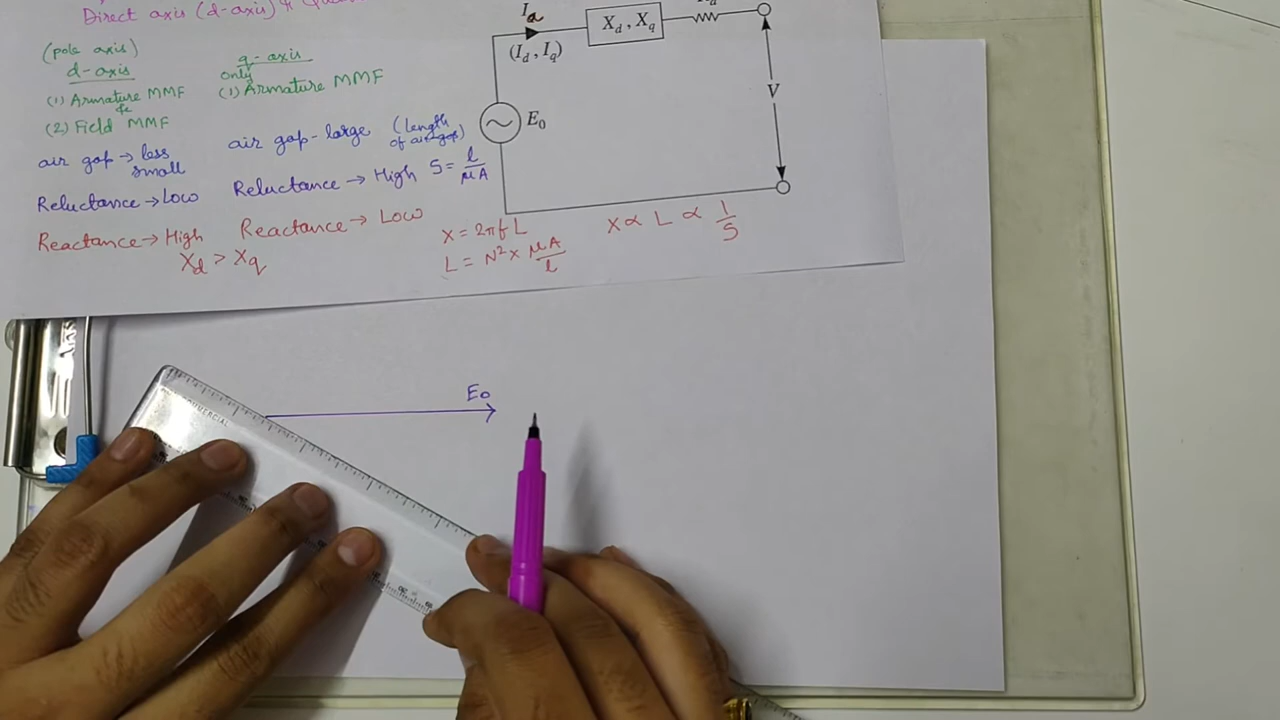 Direct axis (d-axis) &
(pole axis)
d-axis
(1) Armature MMF
&
(2) Field MMF
air gap → less
small
Reluctance → Low
Reactance → High
Xd > Xq
q-axis
only
(1) Armature MMF
air gap - large (length
of air gap)
Reluctance → High S = l/μA
Reactance → Low
X = 2πfL
L = N² × μA/l
X ∝ L ∝ 1/S
Ia
(Id, Iq)
Xd, Xq
E0
V
E0